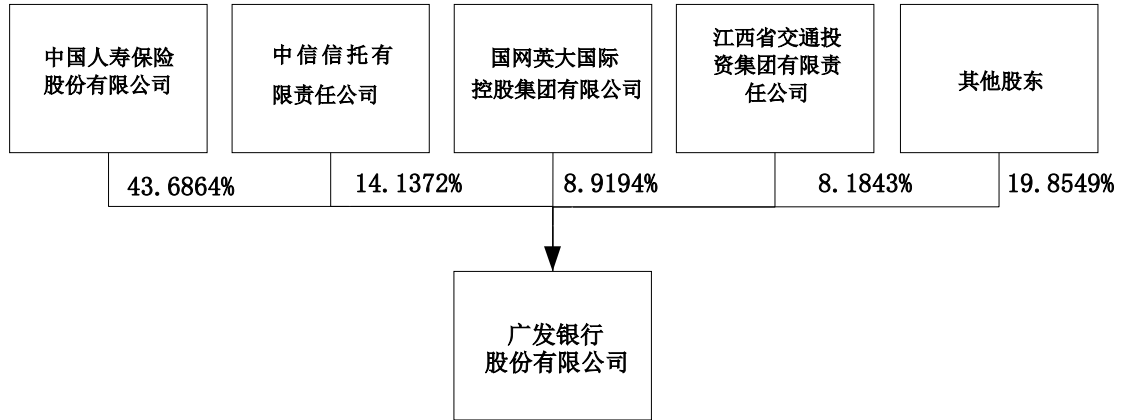 中国人寿保险
股份有限公司
中信信托有
限责任公司
国网英大国际
控股集团有限公司
江西省交通投
资集团有限责
任公司
其他股东
43.6864%
14.1372%
8.9194%
8.1843%
19.8549%
广发银行
股份有限公司